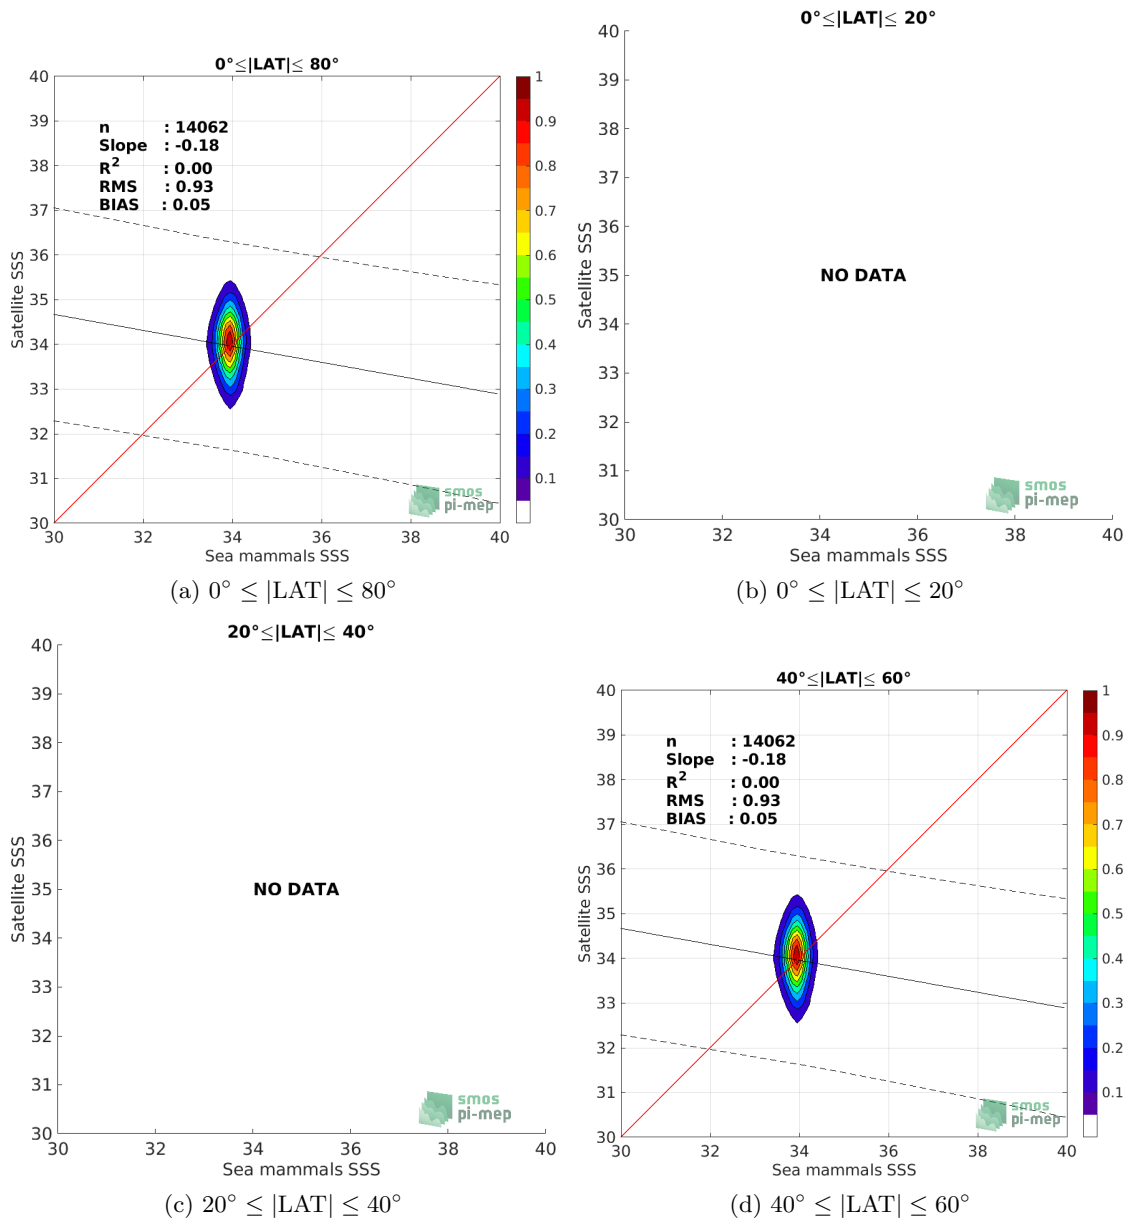 0°≤|LAT|≤ 80°
40
39
38
37
36
35
34
33
32
31
30
Satellite SSS
n : 14062
Slope : -0.18
R² : 0.00
RMS : 0.93
BIAS : 0.05
smos
pi-mep
30 32 34 36 38 40
Sea mammals SSS
1
0.9
0.8
0.7
0.6
0.5
0.4
0.3
0.2
0.1
(a) 0° ≤ |LAT| ≤ 80°
0°≤|LAT|≤ 20°
40
39
38
37
36
35
34
33
32
31
30
Satellite SSS
NO DATA
smos
pi-mep
30 32 34 36 38 40
Sea mammals SSS
(b) 0° ≤ |LAT| ≤ 20°
20°≤|LAT|≤ 40°
40
39
38
37
36
35
34
33
32
31
30
Satellite SSS
NO DATA
smos
pi-mep
30 32 34 36 38 40
Sea mammals SSS
(c) 20° ≤ |LAT| ≤ 40°
40°≤|LAT|≤ 60°
40
39
38
37
36
35
34
33
32
31
30
Satellite SSS
n : 14062
Slope : -0.18
R² : 0.00
RMS : 0.93
BIAS : 0.05
smos
pi-mep
30 32 34 36 38 40
Sea mammals SSS
1
0.9
0.8
0.7
0.6
0.5
0.4
0.3
0.2
0.1
(d) 40° ≤ |LAT| ≤ 60°